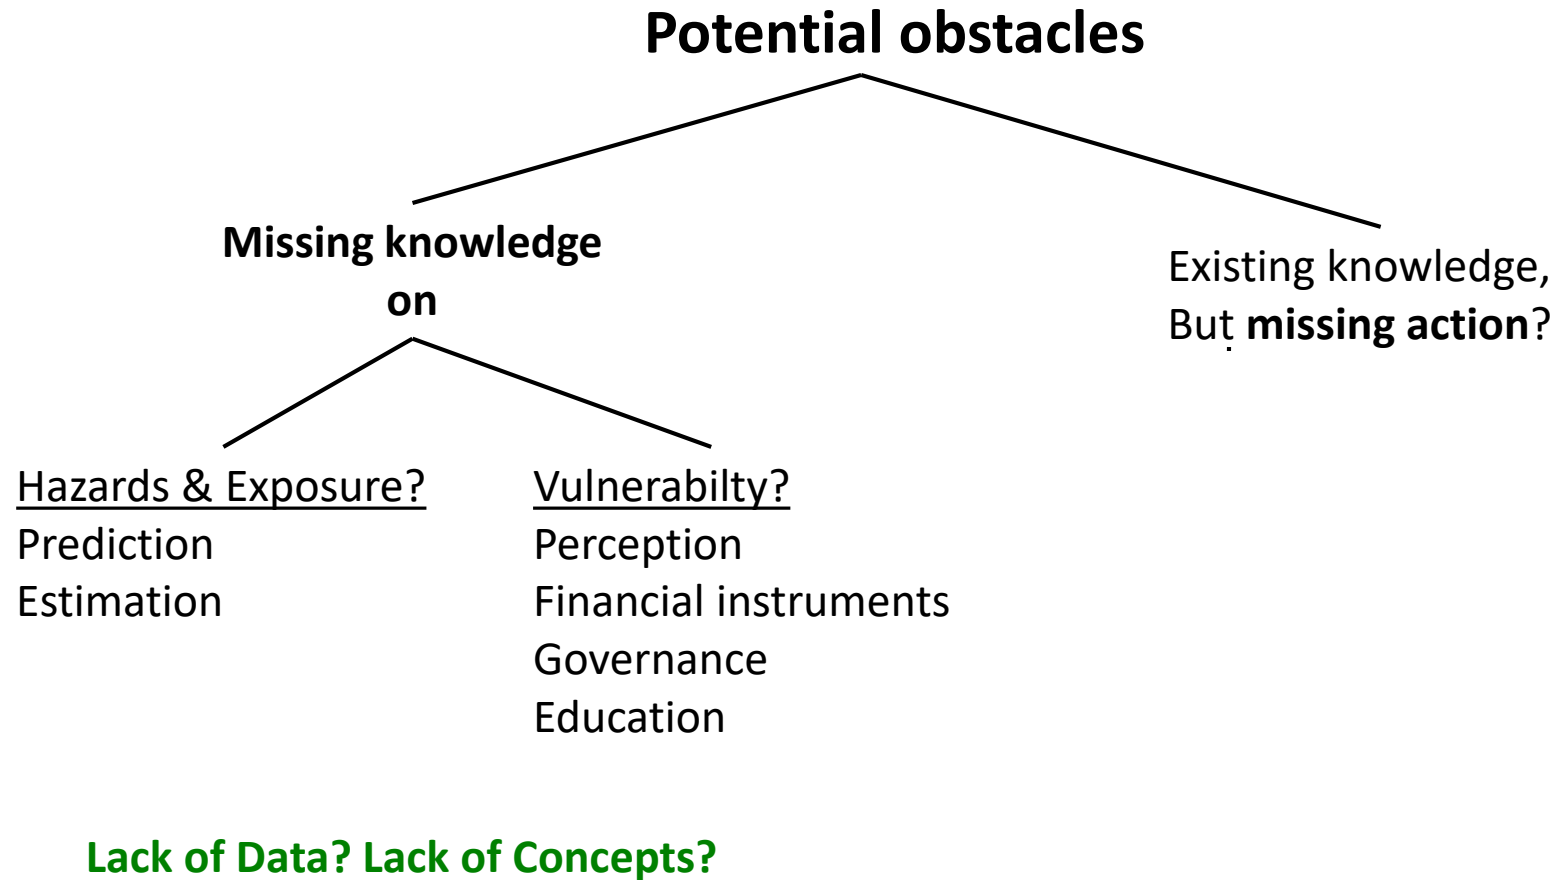 Potential obstacles
Missing knowledge
on
Existing knowledge,
But missing action?
Hazards & Exposure?
Prediction
Estimation
Vulnerabilty?
Perception
Financial instruments
Governance
Education
Lack of Data? Lack of Concepts?